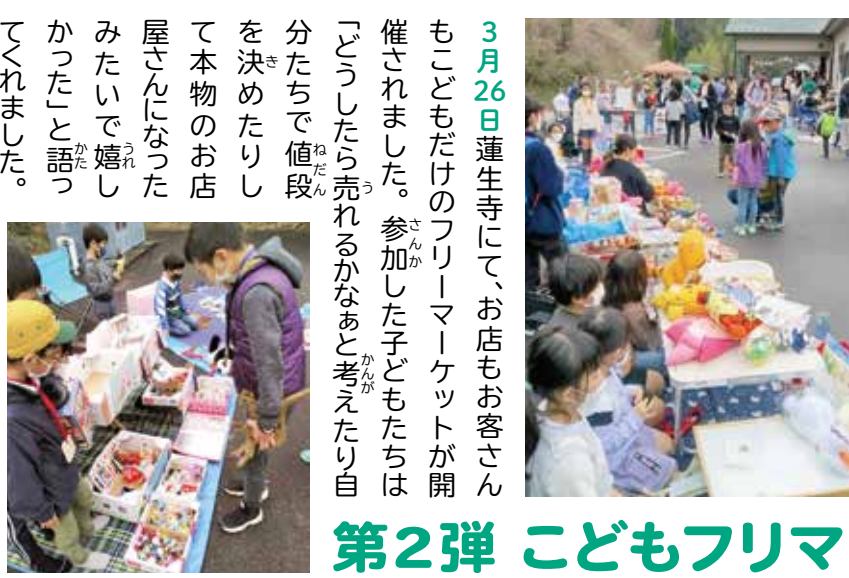 第2弾 こどもフリマ
3月26日蓮生寺にて、お店もお客さん
もこどもだけのフリーマーケットが開
催されました。参加した子どもたちは
「どうしたら売れるかなぁと考えたり自
分たちで値段
を決めたりし
て本物のお店
屋さんになった
みたいで嬉し
かった」と語っ
てくれました。